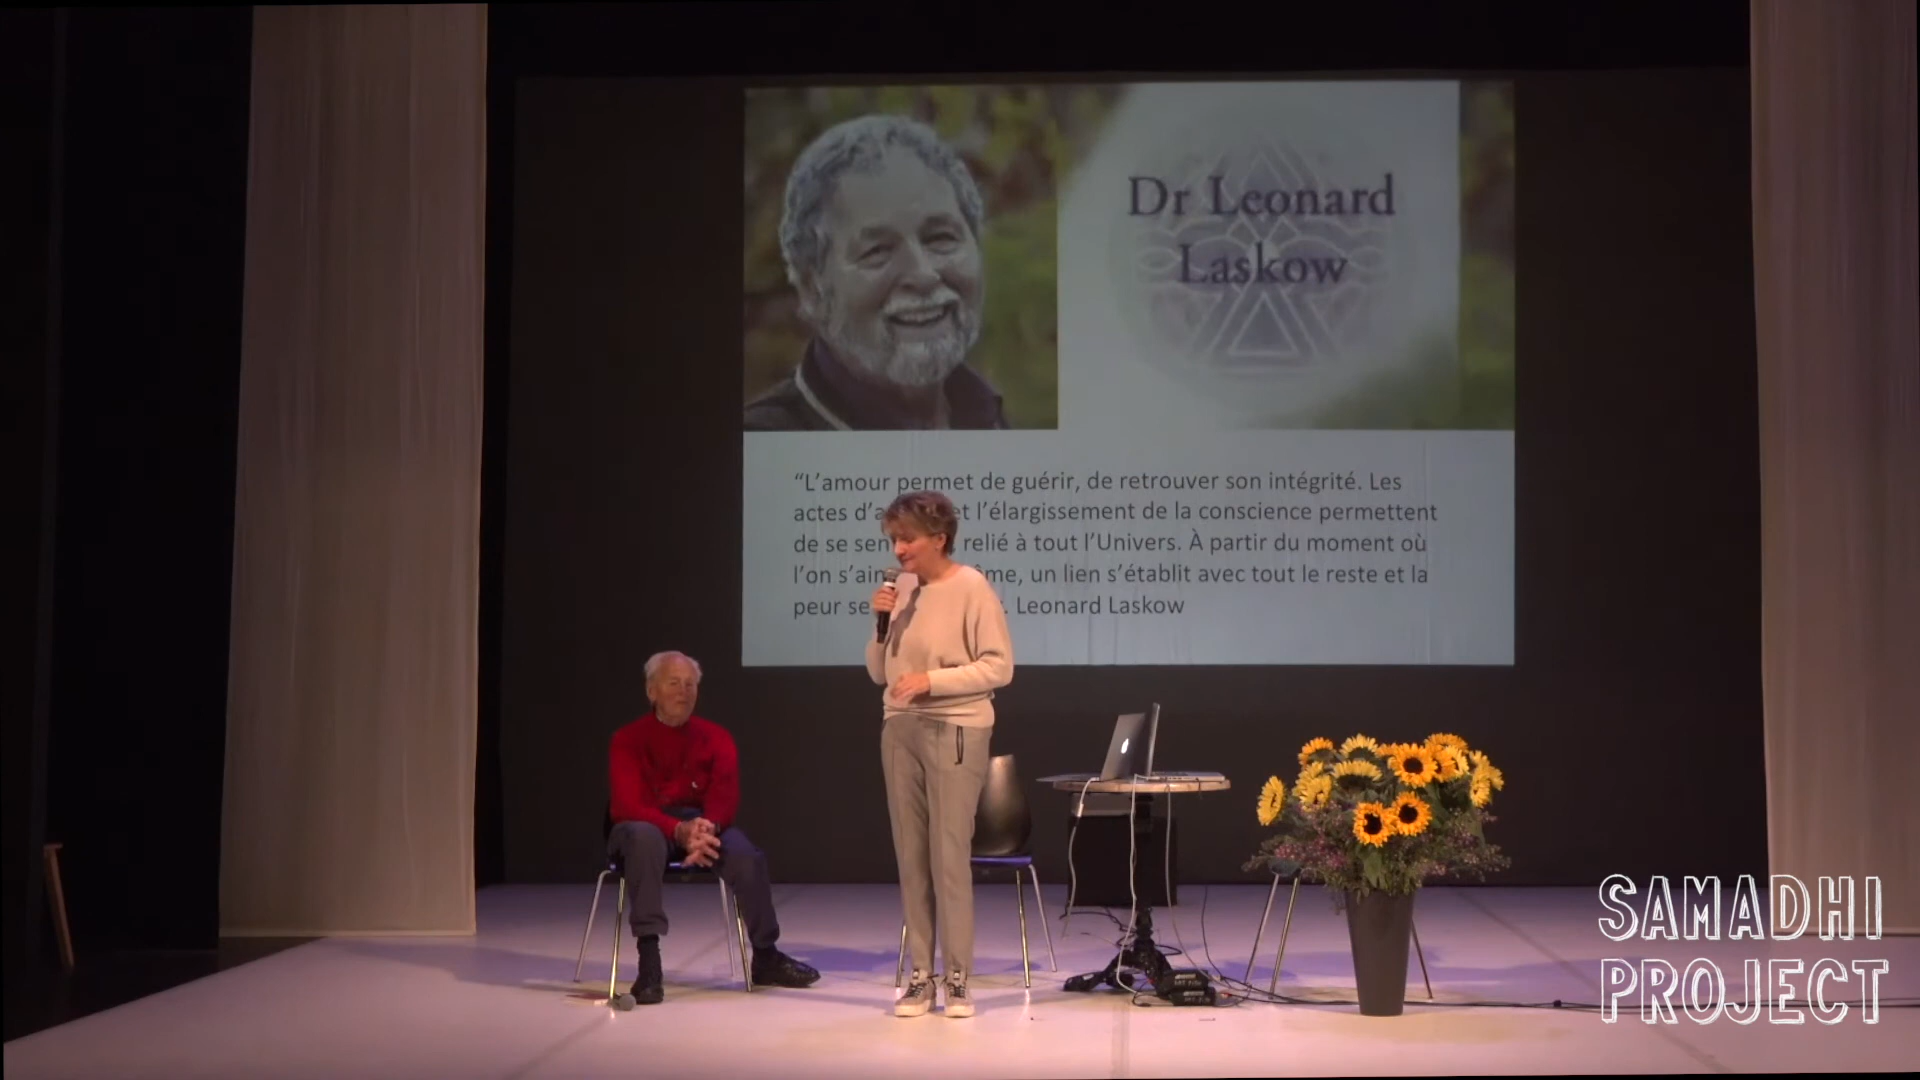 Dr Leonard
Laskow
“L’amour permet de guérir, de retrouver son intégrité. Les
actes d’a et l’élargissement de la conscience permettent
de se sen relié à tout l’Univers. À partir du moment où
l’on s’aim me, un lien s’établit avec tout le reste et la
peur se Leonard Laskow
SAMADHI
PROJECT